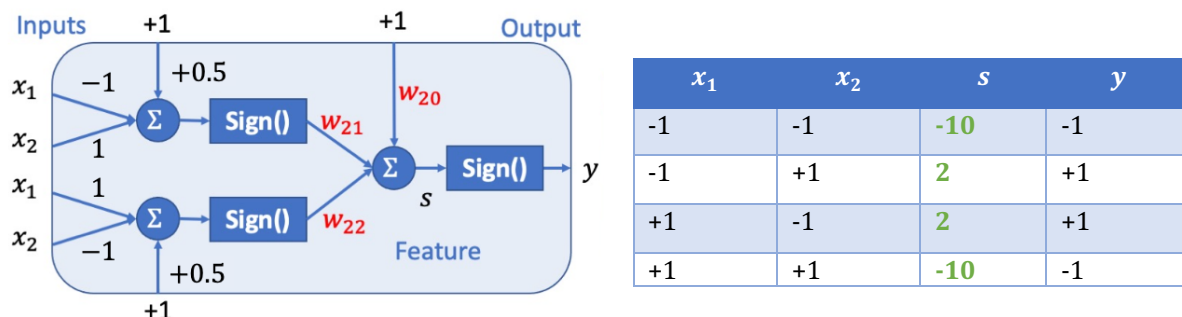 Inputs +1 +1 Output
x₁ −1 +0.5
Σ Sign() w₂₁ w₂₀
x₂ 1
x₁ 1
Σ Sign() y
s
x₂ −1 Σ Sign() w₂₂
+0.5 Feature
+1
x₁ x₂ s y
-1 -1 -10 -1
-1 +1 2 +1
+1 -1 2 +1
+1 +1 -10 -1